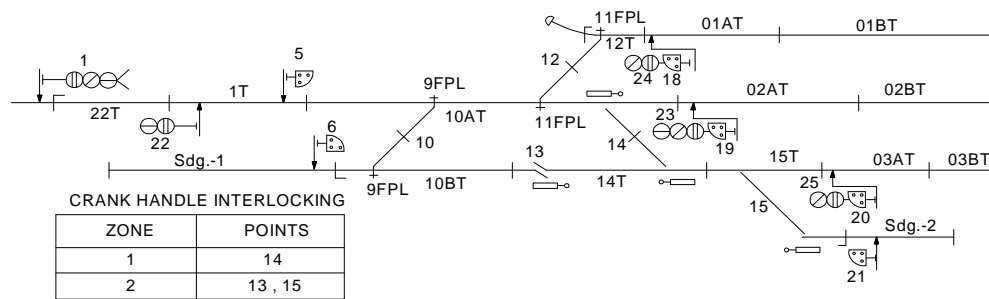 11FPL
01AT
01BT
12T
1
5
12
24
18
9FPL
1T
02AT
02BT
22T
10AT
11FPL
23
22
6
10
14
19
Sdg.-1
13
15T
03AT
03BT
9FPL
10BT
14T
25
CRANK HANDLE INTERLOCKING
15
20
ZONE POINTS
Sdg.-2
1 14
21
2 13 , 15